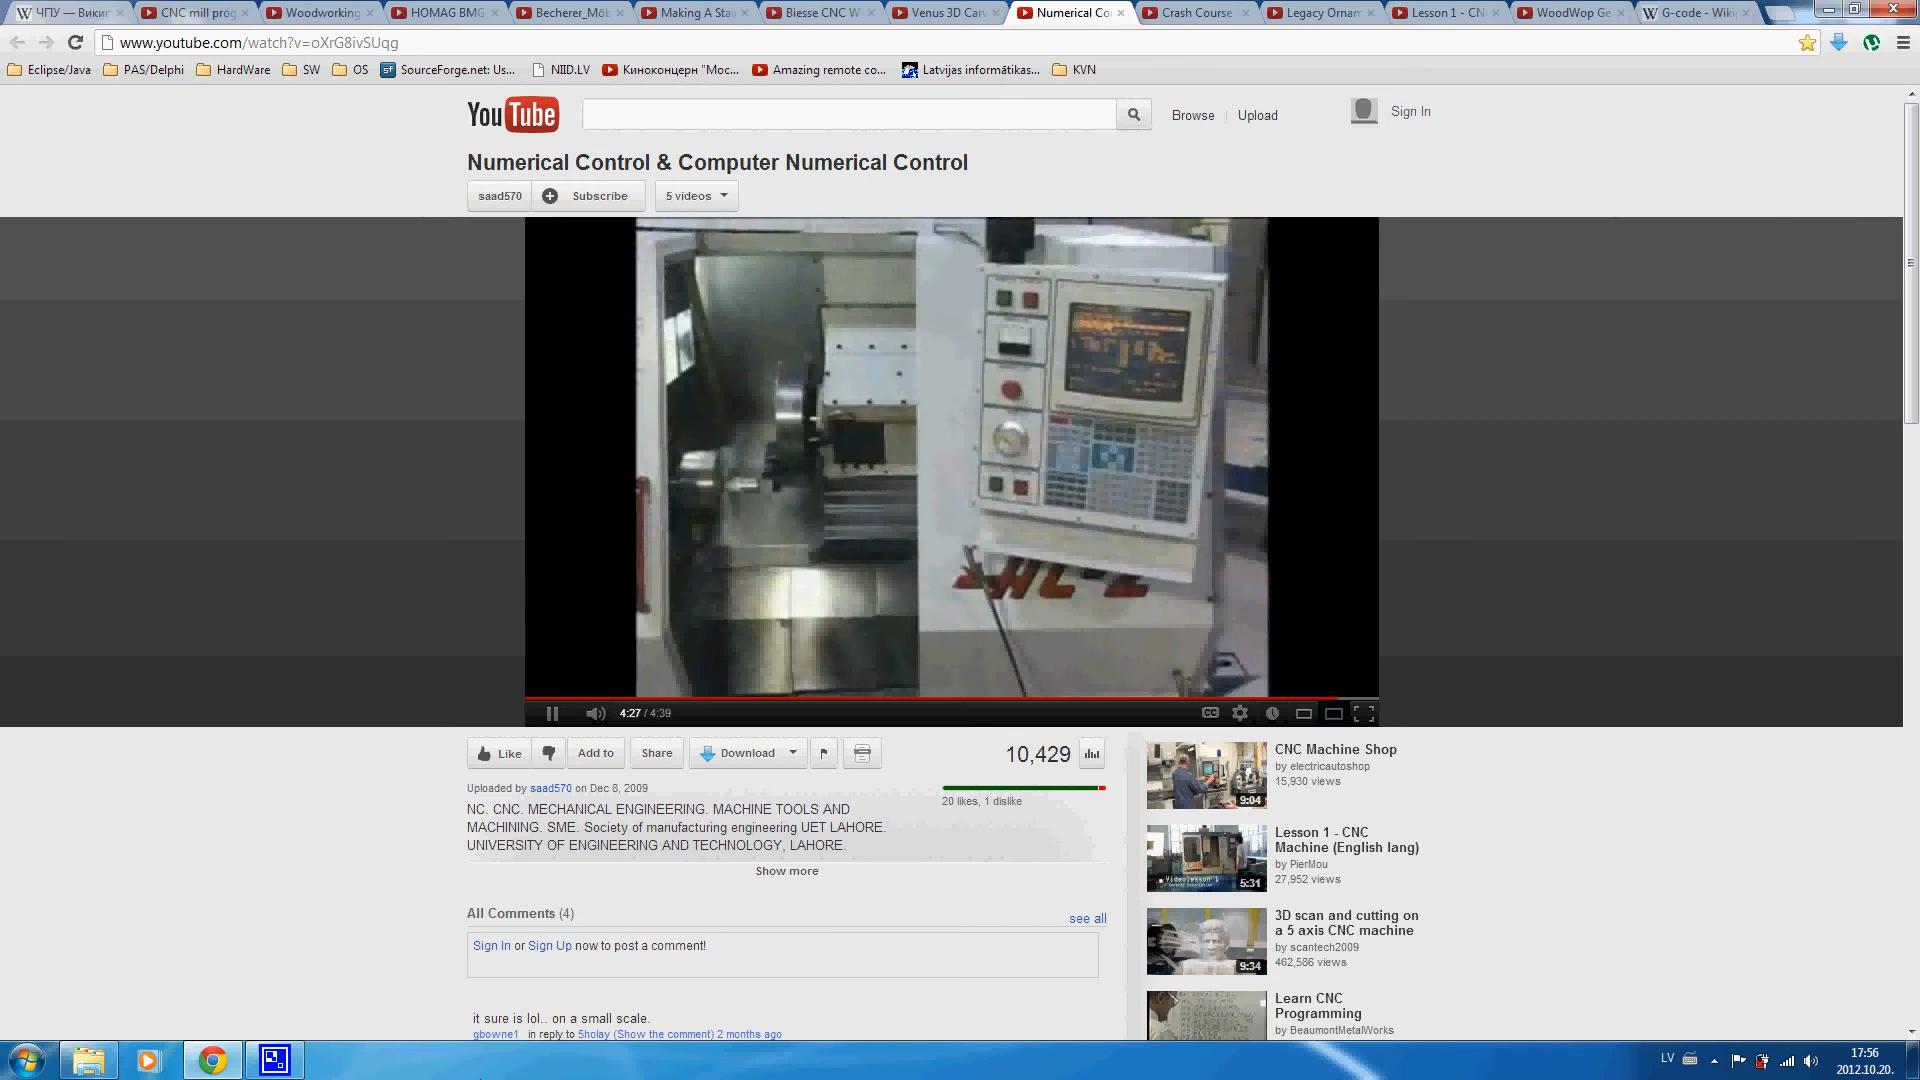 ЧПУ — Викип
CNC mill prog
Woodworking
HOMAG BMG
Becherer_Möb
Making A Stai
Biesse CNC W
Venus 3D Carv
Numerical Co
Crash Course
Legacy Ornam
Lesson 1 - CN
WoodWop Ge
G-code - Wiki
www.youtube.com/watch?v=oXrG8ivSUqg
Eclipse/Java
PAS/Delphi
HardWare
SW
OS
SourceForge.net: Us...
NIID.LV
Киноконцерн "Мос...
Amazing remote co...
Latvijas informātikas...
KVN
YouTube
Browse
Upload
Sign In
Numerical Control & Computer Numerical Control
saad570
Subscribe
5 videos
HL-2
4:27 / 4:39
CC
Like
Add to
Share
Download
10,429
Uploaded by saad570 on Dec 8, 2009
20 likes, 1 dislike
NC. CNC. MECHANICAL ENGINEERING. MACHINE TOOLS AND
MACHINING. SME. Society of manufacturing engineering UET LAHORE.
UNIVERSITY OF ENGINEERING AND TECHNOLOGY, LAHORE.
Show more
All Comments (4)
see all
Sign In or Sign Up now to post a comment!
it sure is lol.. on a small scale.
gbowne1 in reply to 5holay (Show the comment) 2 months ago
CNC Machine Shop
by electricautoshop
15,930 views
9:04
Lesson 1 - CNC
Machine (English lang)
by PierMou
27,952 views
Videolesson 1
5:31
3D scan and cutting on
a 5 axis CNC machine
by scantech2009
462,586 views
9:34
Learn CNC
Programming
by BeaumontMetalWorks
LV
17:56
2012.10.20.